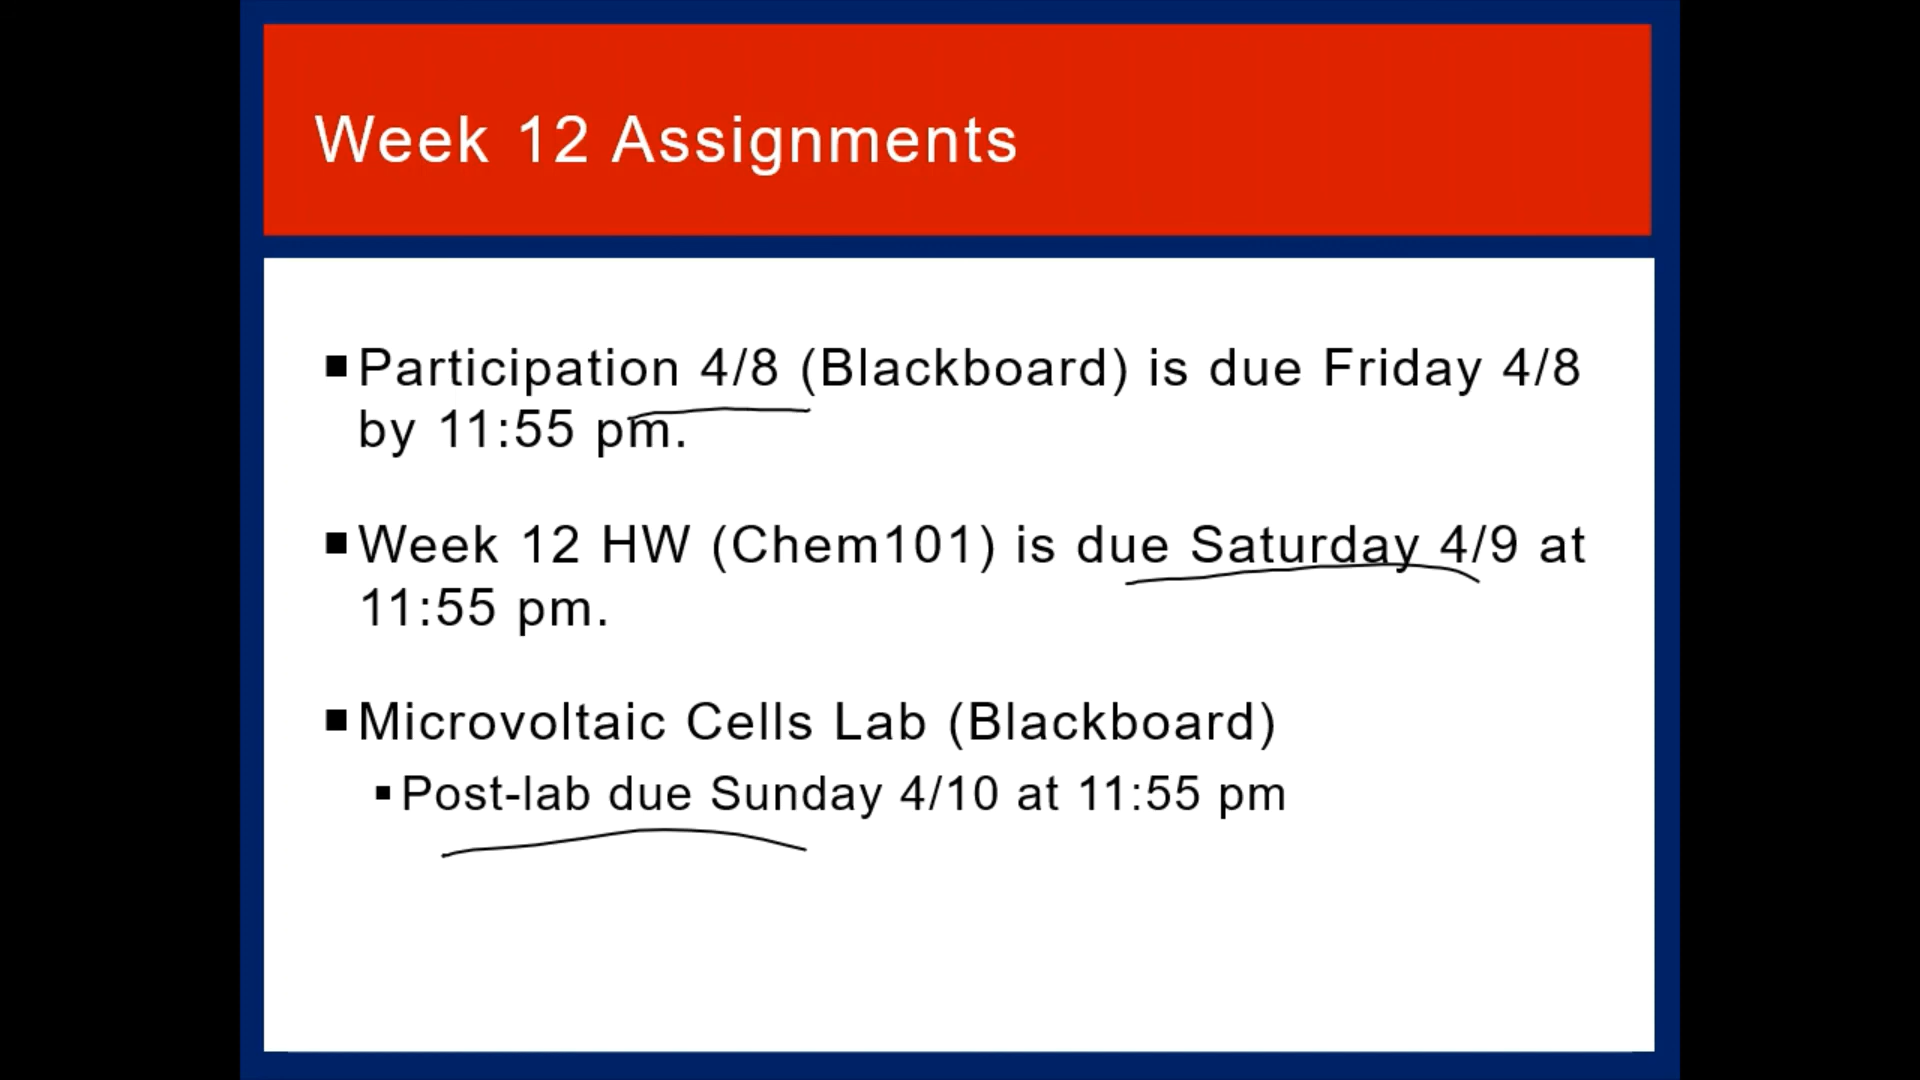 Week 12 Assignments
▪Participation 4/8 (Blackboard) is due Friday 4/8
by 11:55 pm.
▪Week 12 HW (Chem101) is due Saturday 4/9 at
11:55 pm.
▪Microvoltaic Cells Lab (Blackboard)
▪Post-lab due Sunday 4/10 at 11:55 pm